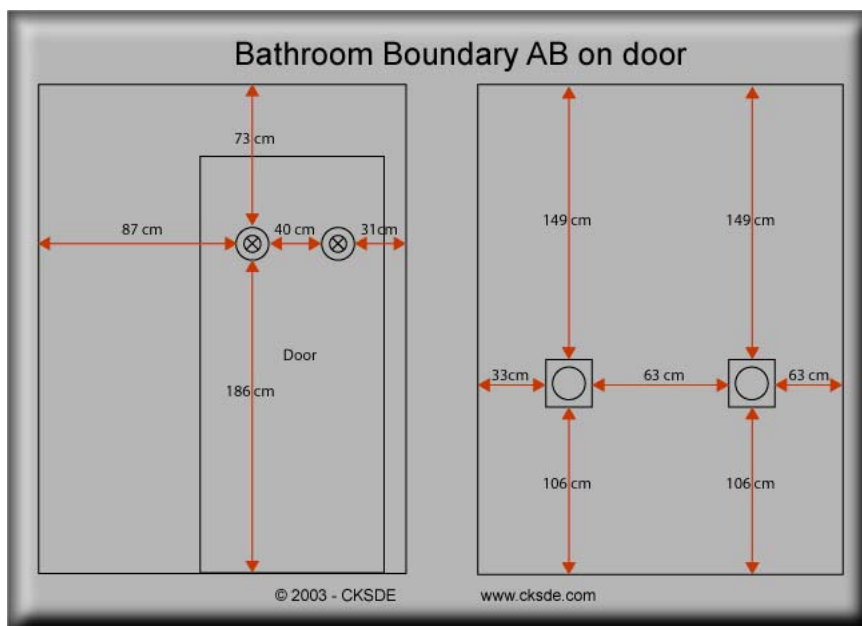 Bathroom Boundary AB on door
73 cm
87 cm
40 cm
31cm
Door
186 cm
149 cm
149 cm
33cm
63 cm
63 cm
106 cm
106 cm
© 2003 - CKSDE
www.cksde.com